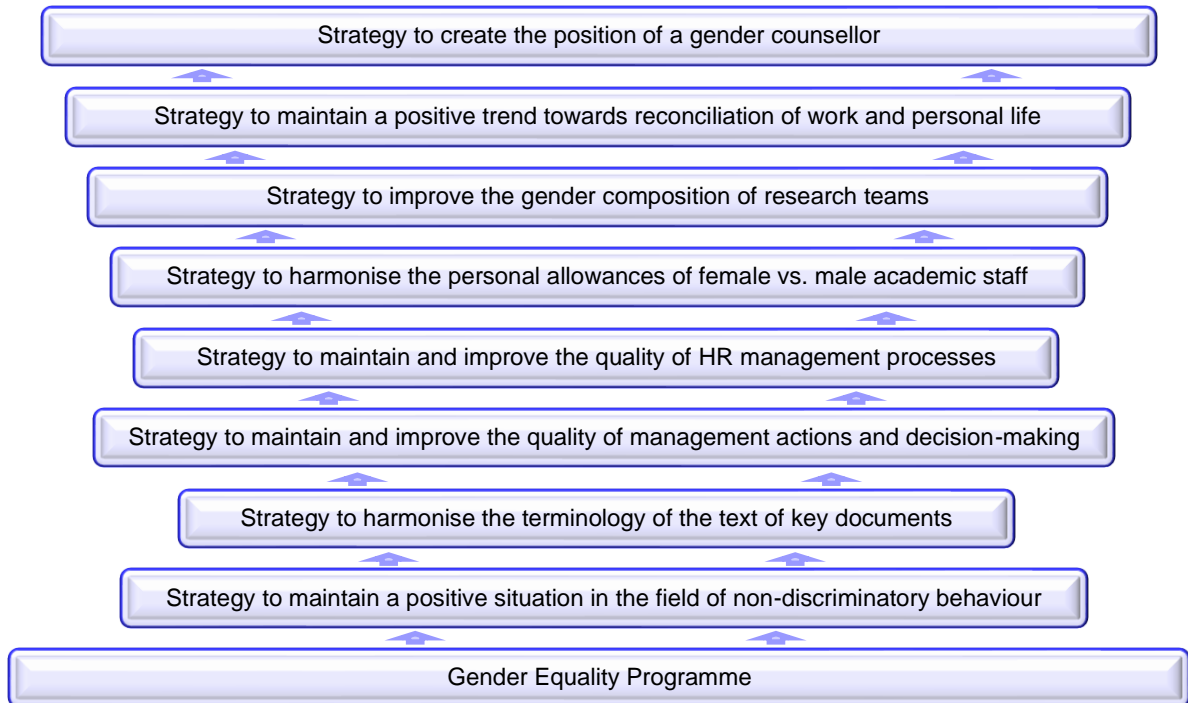 Strategy to create the position of a gender counsellor
Strategy to maintain a positive trend towards reconciliation of work and personal life
Strategy to improve the gender composition of research teams
Strategy to harmonise the personal allowances of female vs. male academic staff
Strategy to maintain and improve the quality of HR management processes
Strategy to maintain and improve the quality of management actions and decision-making
Strategy to harmonise the terminology of the text of key documents
Strategy to maintain a positive situation in the field of non-discriminatory behaviour
Gender Equality Programme